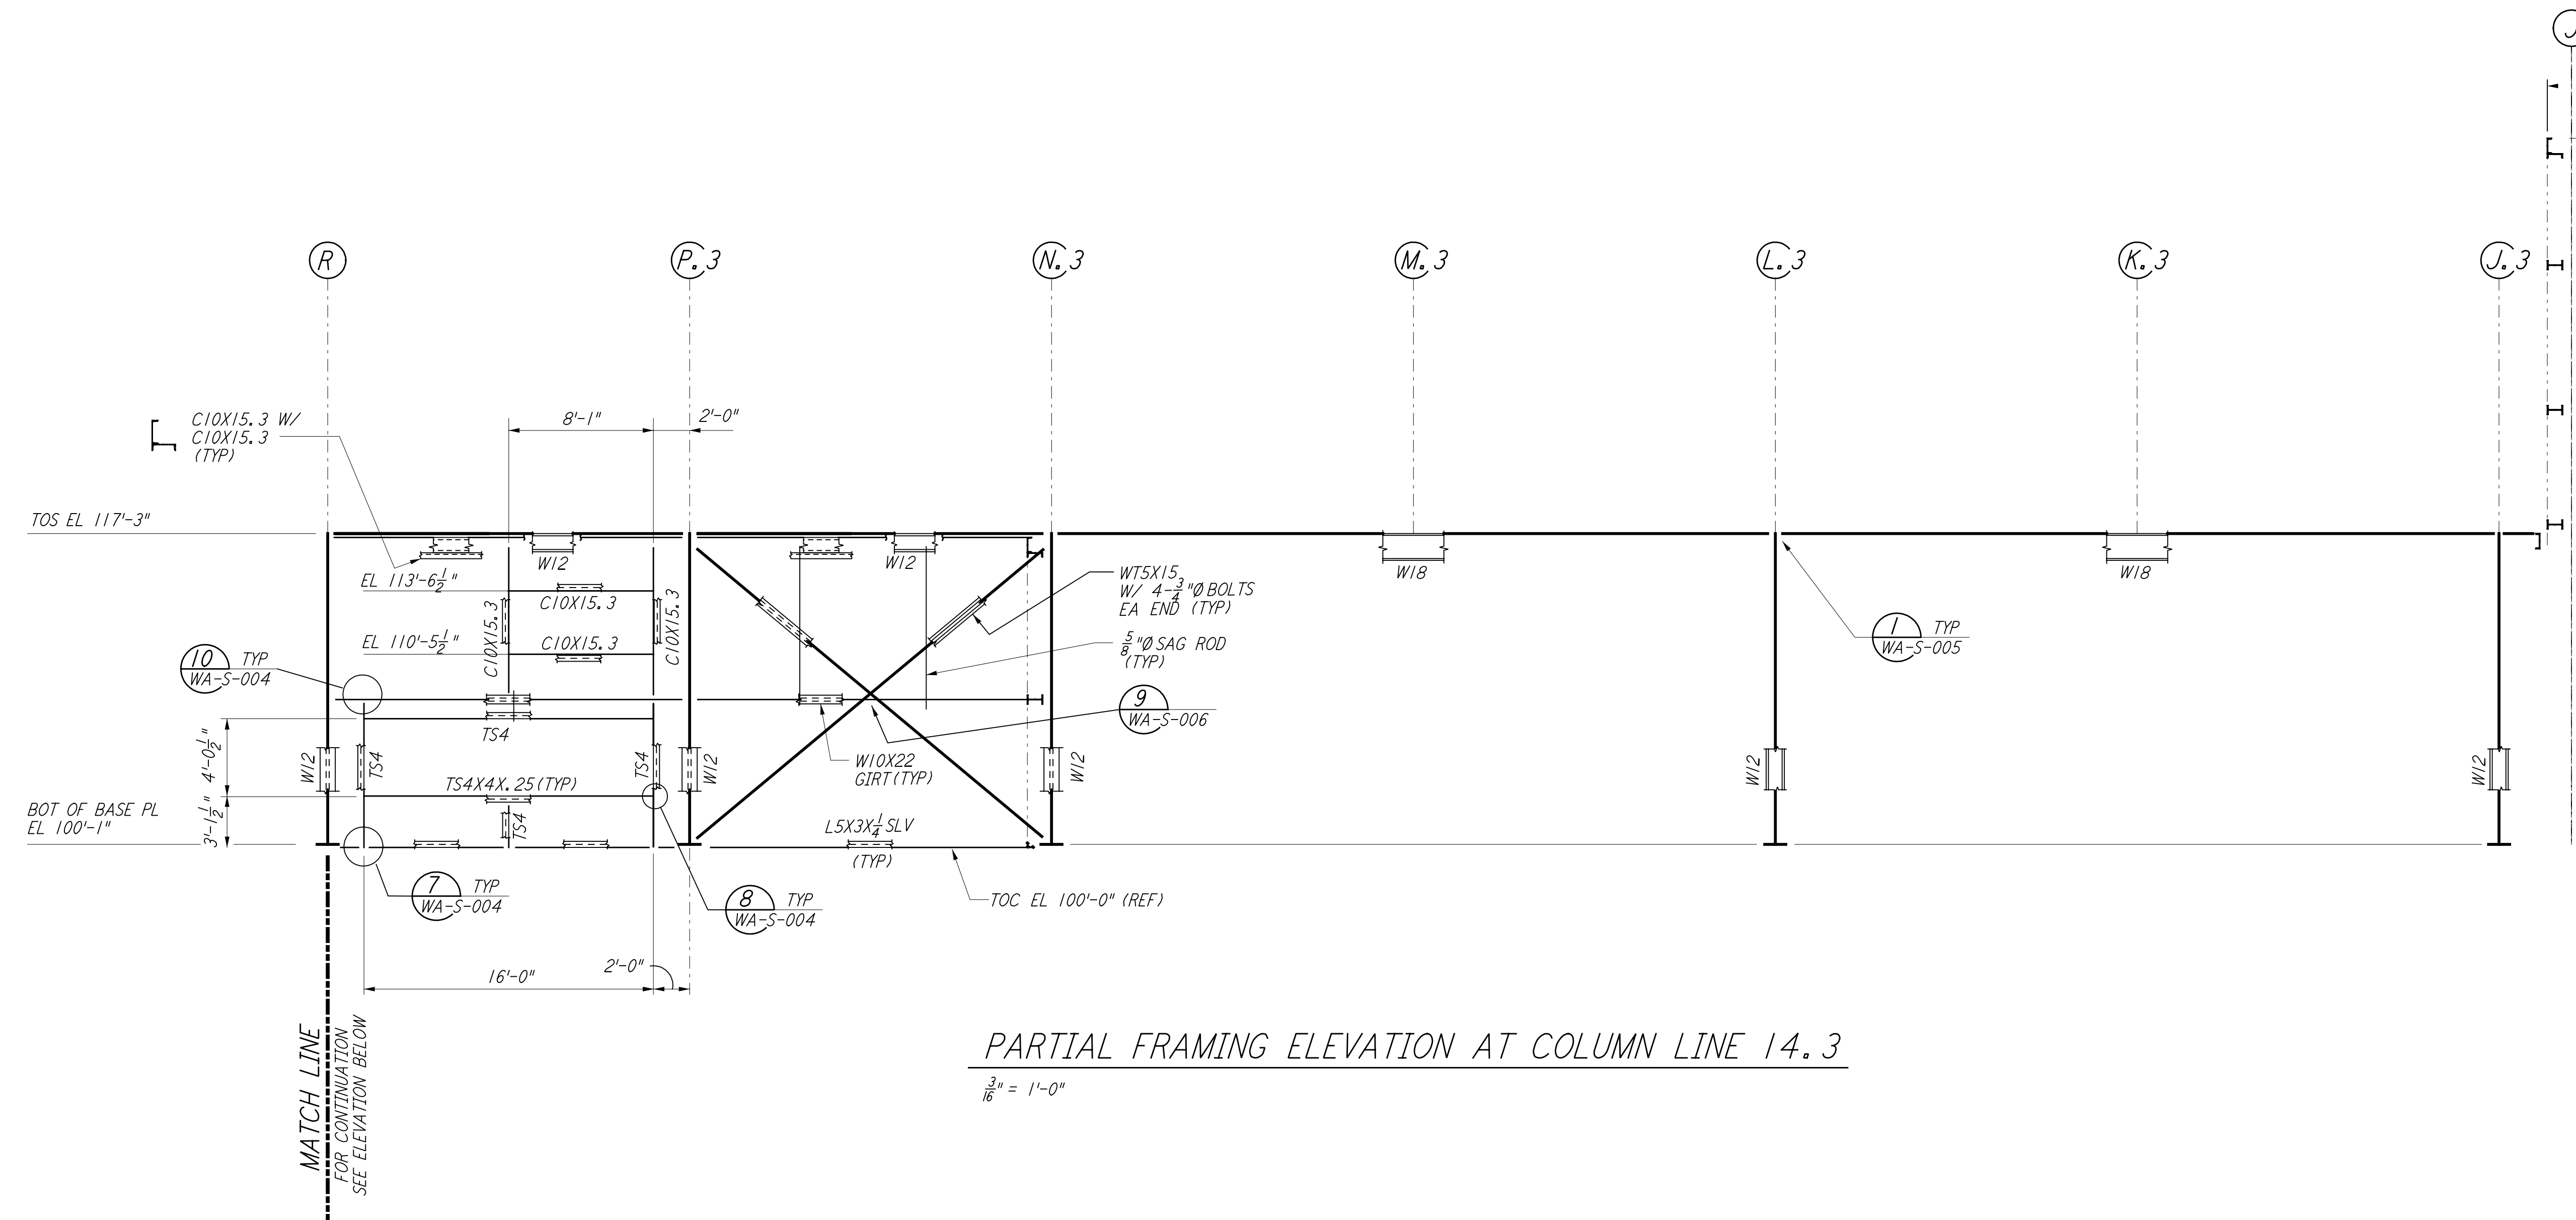 J
R
P.3
N.3
M.3
L.3
K.3
J.3
C10X15.3 W/
C10X15.3
(TYP)
8'-1"
2'-0"
TOS EL 117'-3"
W12
W12
W18
W18
EL 113'-6 1/2"
C10X15.3
C10X15.3
C10X15.3
EL 110'-5 1/2"
C10X15.3
WT5X15
W/ 4-3/4"Ø BOLTS
EA END (TYP)
5/8"Ø SAG ROD
(TYP)
1 TYP
WA-S-005
10 TYP
WA-S-004
9
WA-S-006
TS4
4'-0 1/2"
W12
TS4
TS4
W12
W10X22
GIRT(TYP)
W12
W12
W12
TS4X4X.25(TYP)
BOT OF BASE PL
EL 100'-1"
3'-1 1/2"
TS4
L5X3X1/4 SLV
(TYP)
7 TYP
WA-S-004
8 TYP
WA-S-004
TOC EL 100'-0" (REF)
16'-0"
2'-0"
MATCH LINE
FOR CONTINUATION
SEE ELEVATION BELOW
PARTIAL FRAMING ELEVATION AT COLUMN LINE 14.3
3/16" = 1'-0"